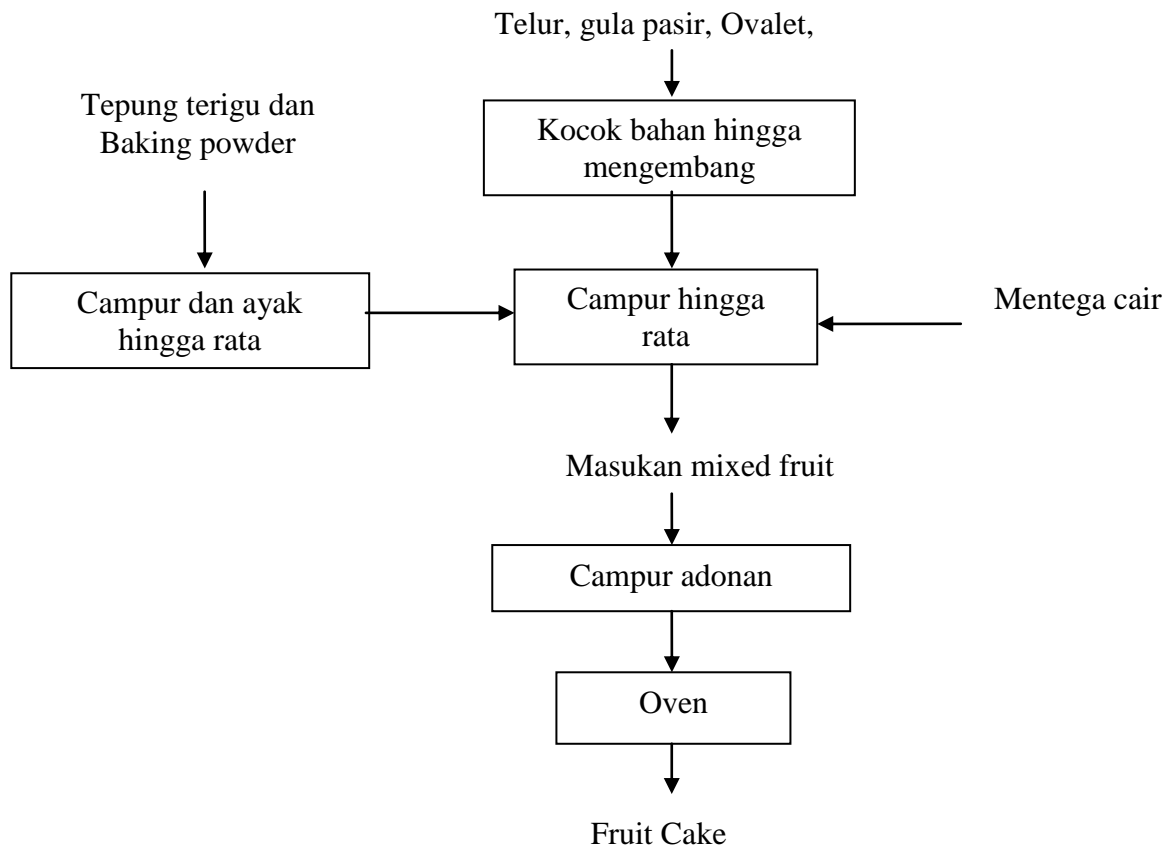 Telur, gula pasir, Ovalet,
Tepung terigu dan
Baking powder
Kocok bahan hingga
mengembang
Campur dan ayak
hingga rata
Campur hingga
rata
Mentega cair
Masukan mixed fruit
Campur adonan
Oven
Fruit Cake